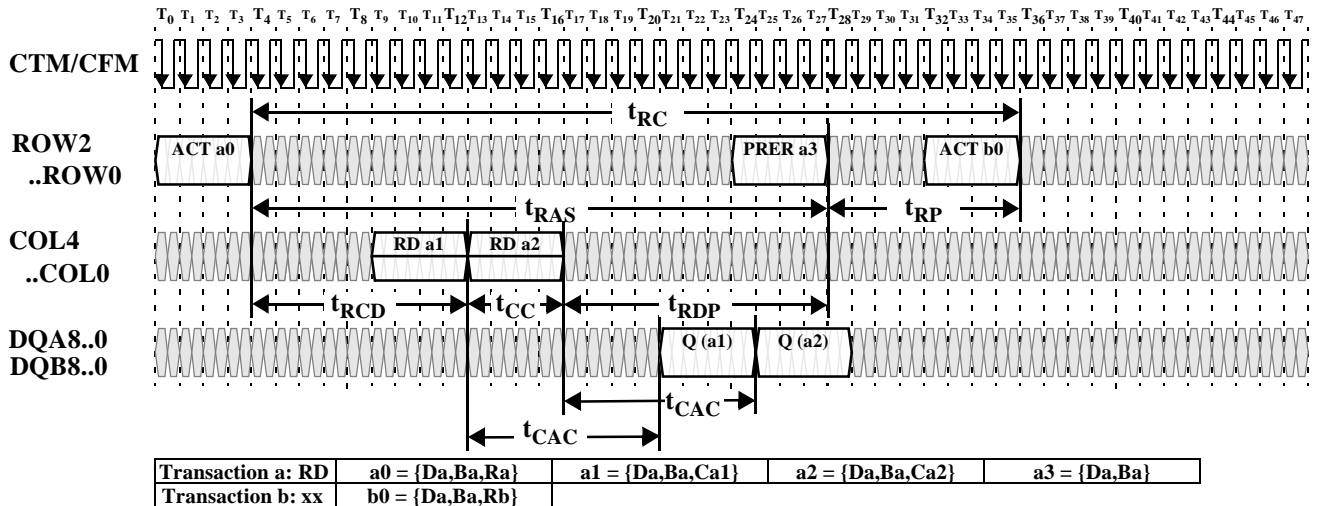 T0 T1 T2 T3 T4 T5 T6 T7 T8 T9 T10 T11 T12 T13 T14 T15 T16 T17 T18 T19 T20 T21 T22 T23 T24 T25 T26 T27 T28 T29 T30 T31 T32 T33 T34 T35 T36 T37 T38 T39 T40 T41 T42 T43 T44 T45 T46 T47
CTM/CFM
tRC
ROW2
..ROW0
ACT a0 PRER a3 ACT b0
tRAS tRP
COL4
..COL0
RD a1 RD a2
tRCD tCC tRDP
DQA8..0
DQB8..0
Q (a1) Q (a2)
tCAC
tCAC
Transaction a: RD a0 = {Da,Ba,Ra} a1 = {Da,Ba,Ca1} a2 = {Da,Ba,Ca2} a3 = {Da,Ba}
Transaction b: xx b0 = {Da,Ba,Rb}